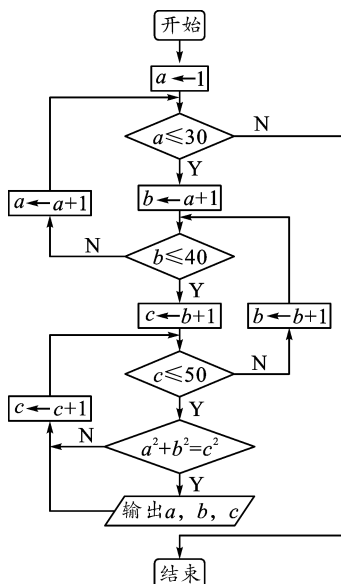 开始
a←1
a≤30
N
Y
a←a+1
b←a+1
N
b≤40
Y
c←b+1
b←b+1
c≤50
N
c←c+1
Y
N
a²+b²=c²
Y
输出a，b，c
结束